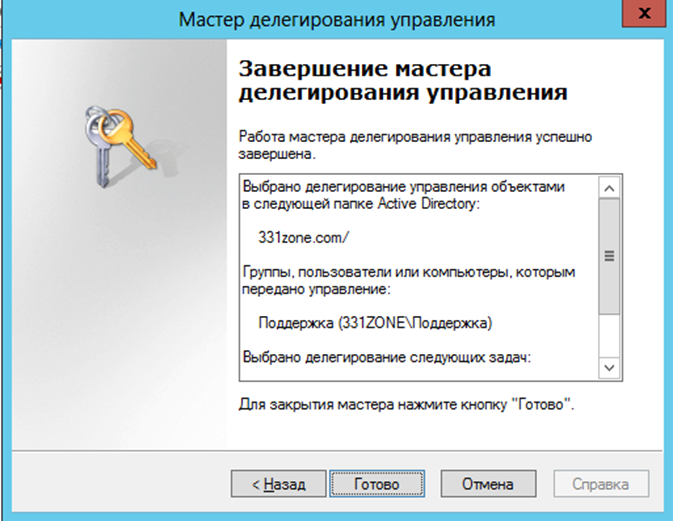 Мастер делегирования управления
x
Завершение мастера
делегирования управления
Работа мастера делегирования управления успешно
завершена.
Выбрано делегирование управления объектами
в следующей папке Active Directory:
331zone.com/
Группы, пользователи или компьютеры, которым
передано управление:
Поддержка (331ZONE\Поддержка)
Выбрано делегирование следующих задач:
Для закрытия мастера нажмите кнопку "Готово".
< Назад Готово Отмена Справка